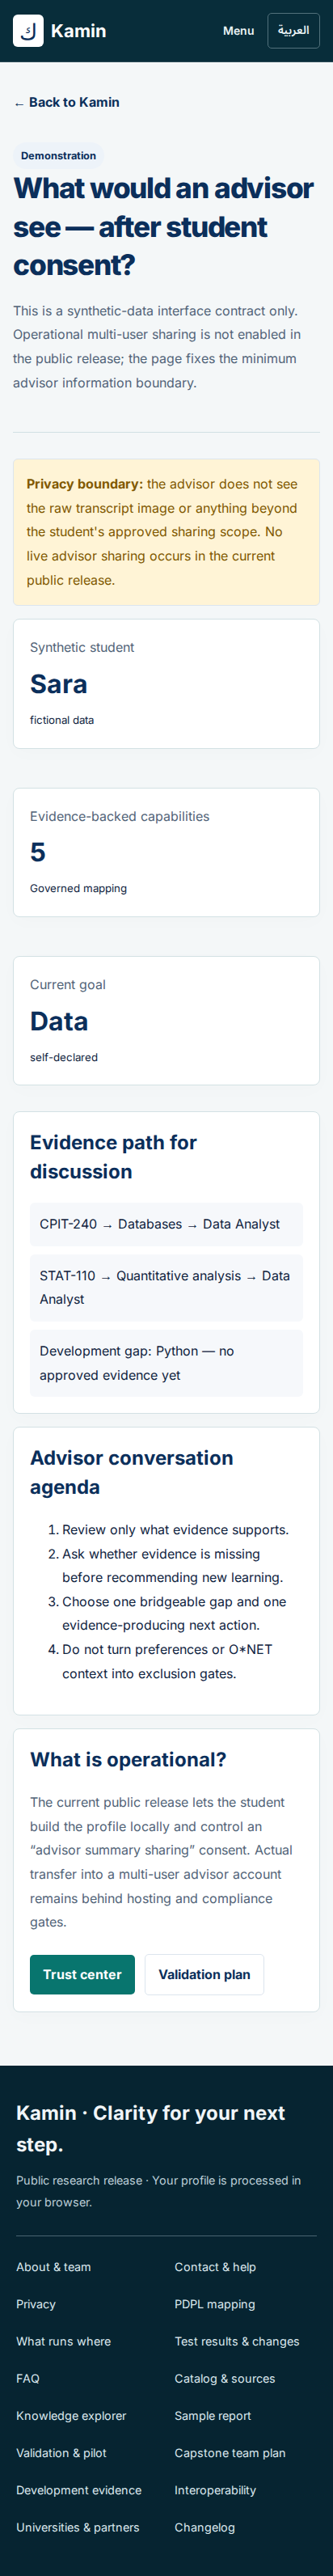 ك Kamin Menu العربية
← Back to Kamin
Demonstration
What would an advisor
see — after student
consent?
This is a synthetic-data interface contract only.
Operational multi-user sharing is not enabled in
the public release; the page fixes the minimum
advisor information boundary.
Privacy boundary: the advisor does not see
the raw transcript image or anything beyond
the student's approved sharing scope. No
live advisor sharing occurs in the current
public release.
Synthetic student
Sara
fictional data
Evidence-backed capabilities
5
Governed mapping
Current goal
Data
self-declared
Evidence path for
discussion
CPIT-240 → Databases → Data Analyst
STAT-110 → Quantitative analysis → Data
Analyst
Development gap: Python — no
approved evidence yet
Advisor conversation
agenda
1. Review only what evidence supports.
2. Ask whether evidence is missing
before recommending new learning.
3. Choose one bridgeable gap and one
evidence-producing next action.
4. Do not turn preferences or O*NET
context into exclusion gates.
What is operational?
The current public release lets the student
build the profile locally and control an
“advisor summary sharing” consent. Actual
transfer into a multi-user advisor account
remains behind hosting and compliance
gates.
Trust center Validation plan
Kamin · Clarity for your next
step.
Public research release · Your profile is processed in
your browser.
About & team Contact & help
Privacy PDPL mapping
What runs where Test results & changes
FAQ Catalog & sources
Knowledge explorer Sample report
Validation & pilot Capstone team plan
Development evidence Interoperability
Universities & partners Changelog